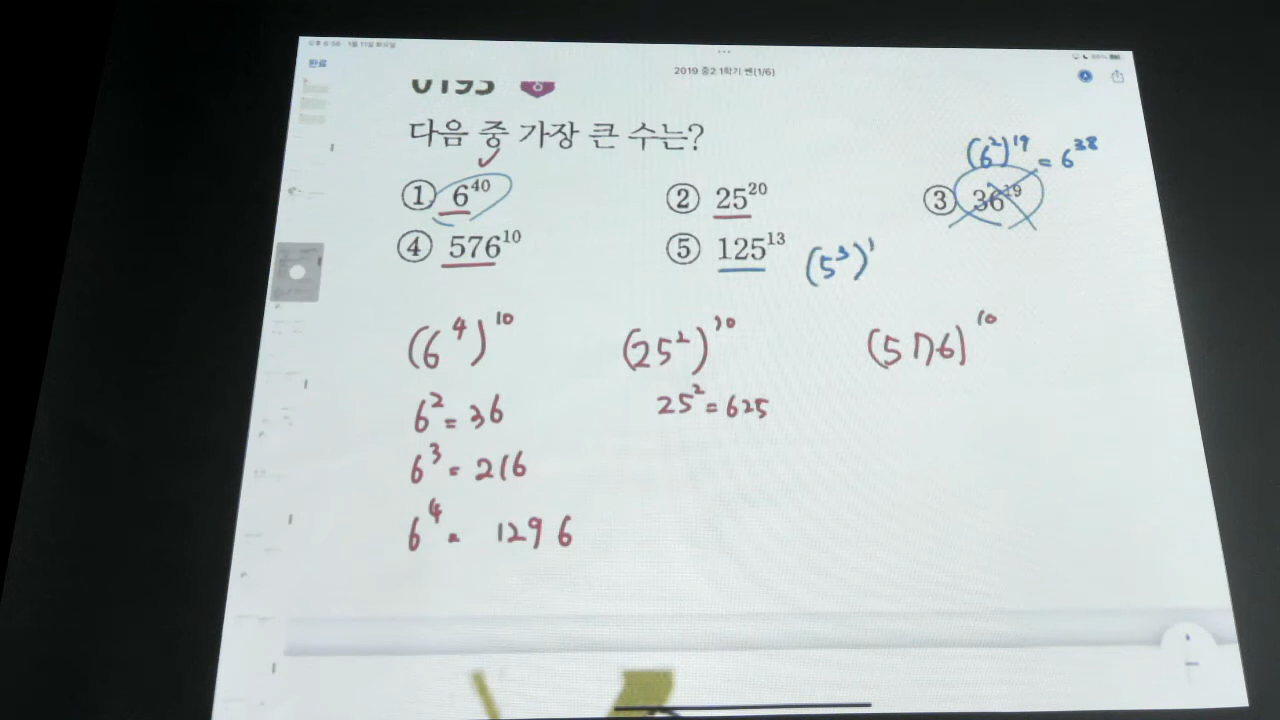 완료
2019 중2 1학기 쎈(1/6)
0195
다음 중 가장 큰 수는?
(6²)¹⁹ = 6³⁸
① 6⁴⁰ ② 25²⁰ ③ 36¹⁹
④ 576¹⁰ ⑤ 125¹³ (5³)¹
(6⁴)¹⁰ (25²)¹⁰ (576)¹⁰
6² = 36 25² = 625
6³ = 216
6⁴ = 1296